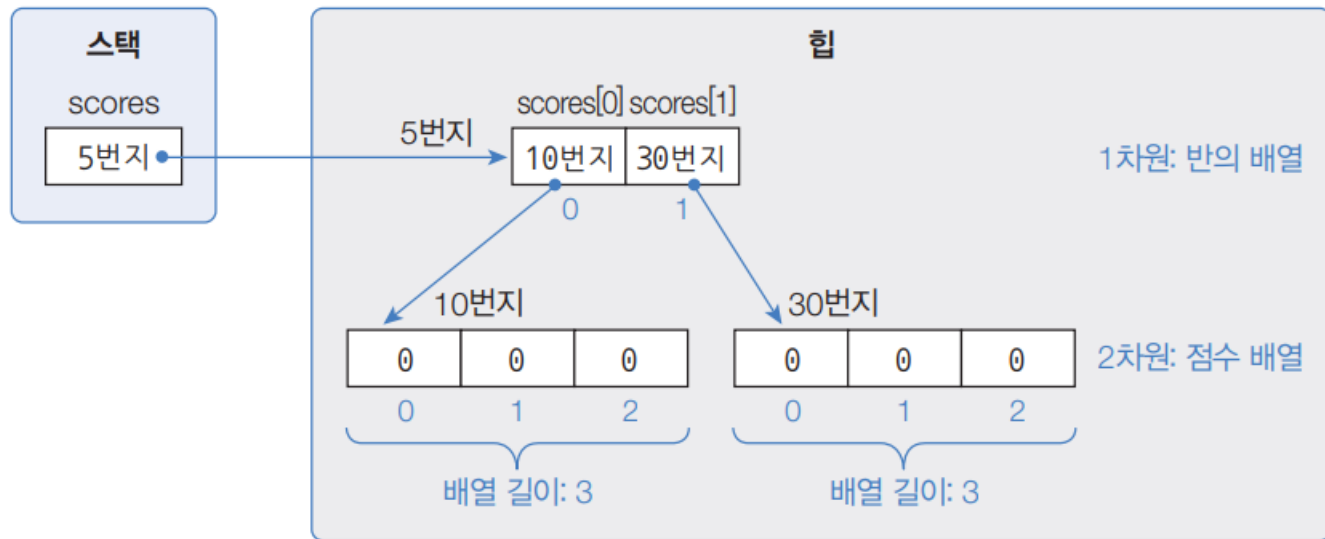 스택
힙
scores
scores[0] scores[1]
5번지
5번지
10번지 30번지
1차원: 반의 배열
0 1
10번지 30번지
0 0 0 0 0 0
2차원: 점수 배열
0 1 2 0 1 2
배열 길이: 3 배열 길이: 3